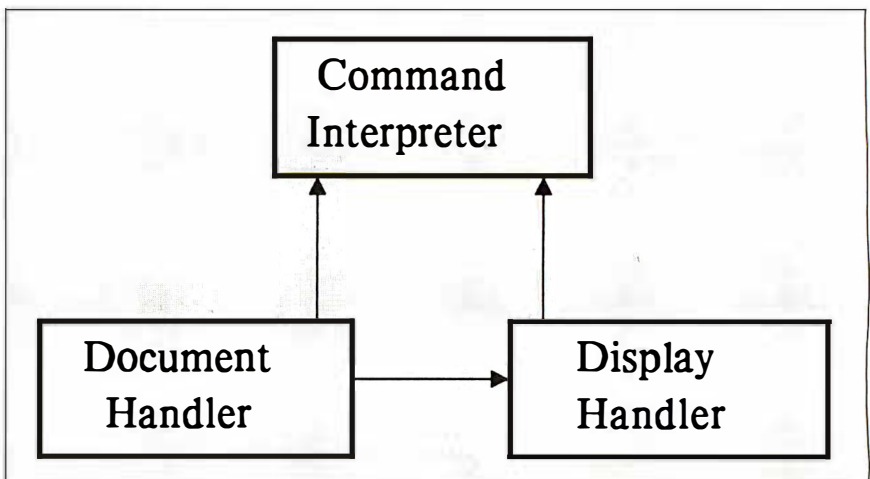 Command
Interpreter
Document
Handler
Display
Handler